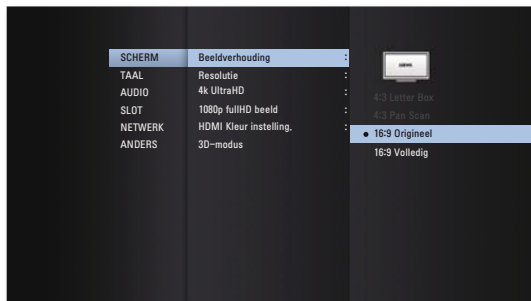 SCHERM
TAAL
AUDIO
SLOT
NETWERK
ANDERS
Beeldverhouding :
Resolutie :
4k UltraHD :
1080p fullHD beeld :
HDMI Kleur instelling. :
3D-modus
4:3 Letter Box
4:3 Pan Scan
● 16:9 Origineel
16:9 Volledig